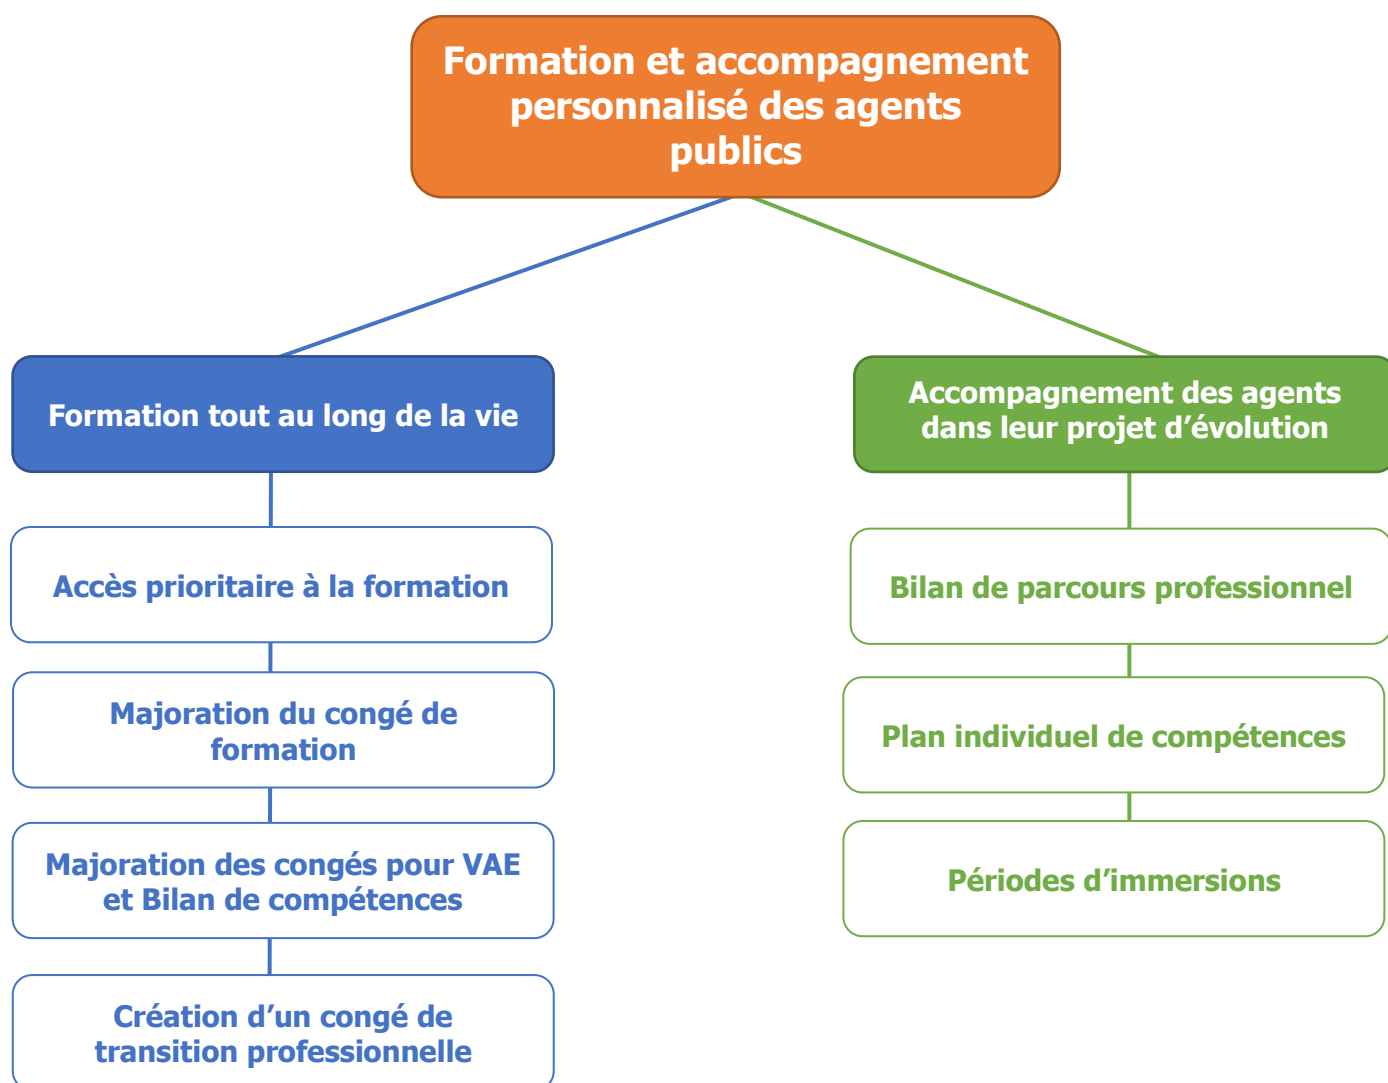 Formation et accompagnement
personnalisé des agents
publics
Formation tout au long de la vie
Accès prioritaire à la formation
Majoration du congé de
formation
Majoration des congés pour VAE
et Bilan de compétences
Création d’un congé de
transition professionnelle
Accompagnement des agents
dans leur projet d’évolution
Bilan de parcours professionnel
Plan individuel de compétences
Périodes d’immersions